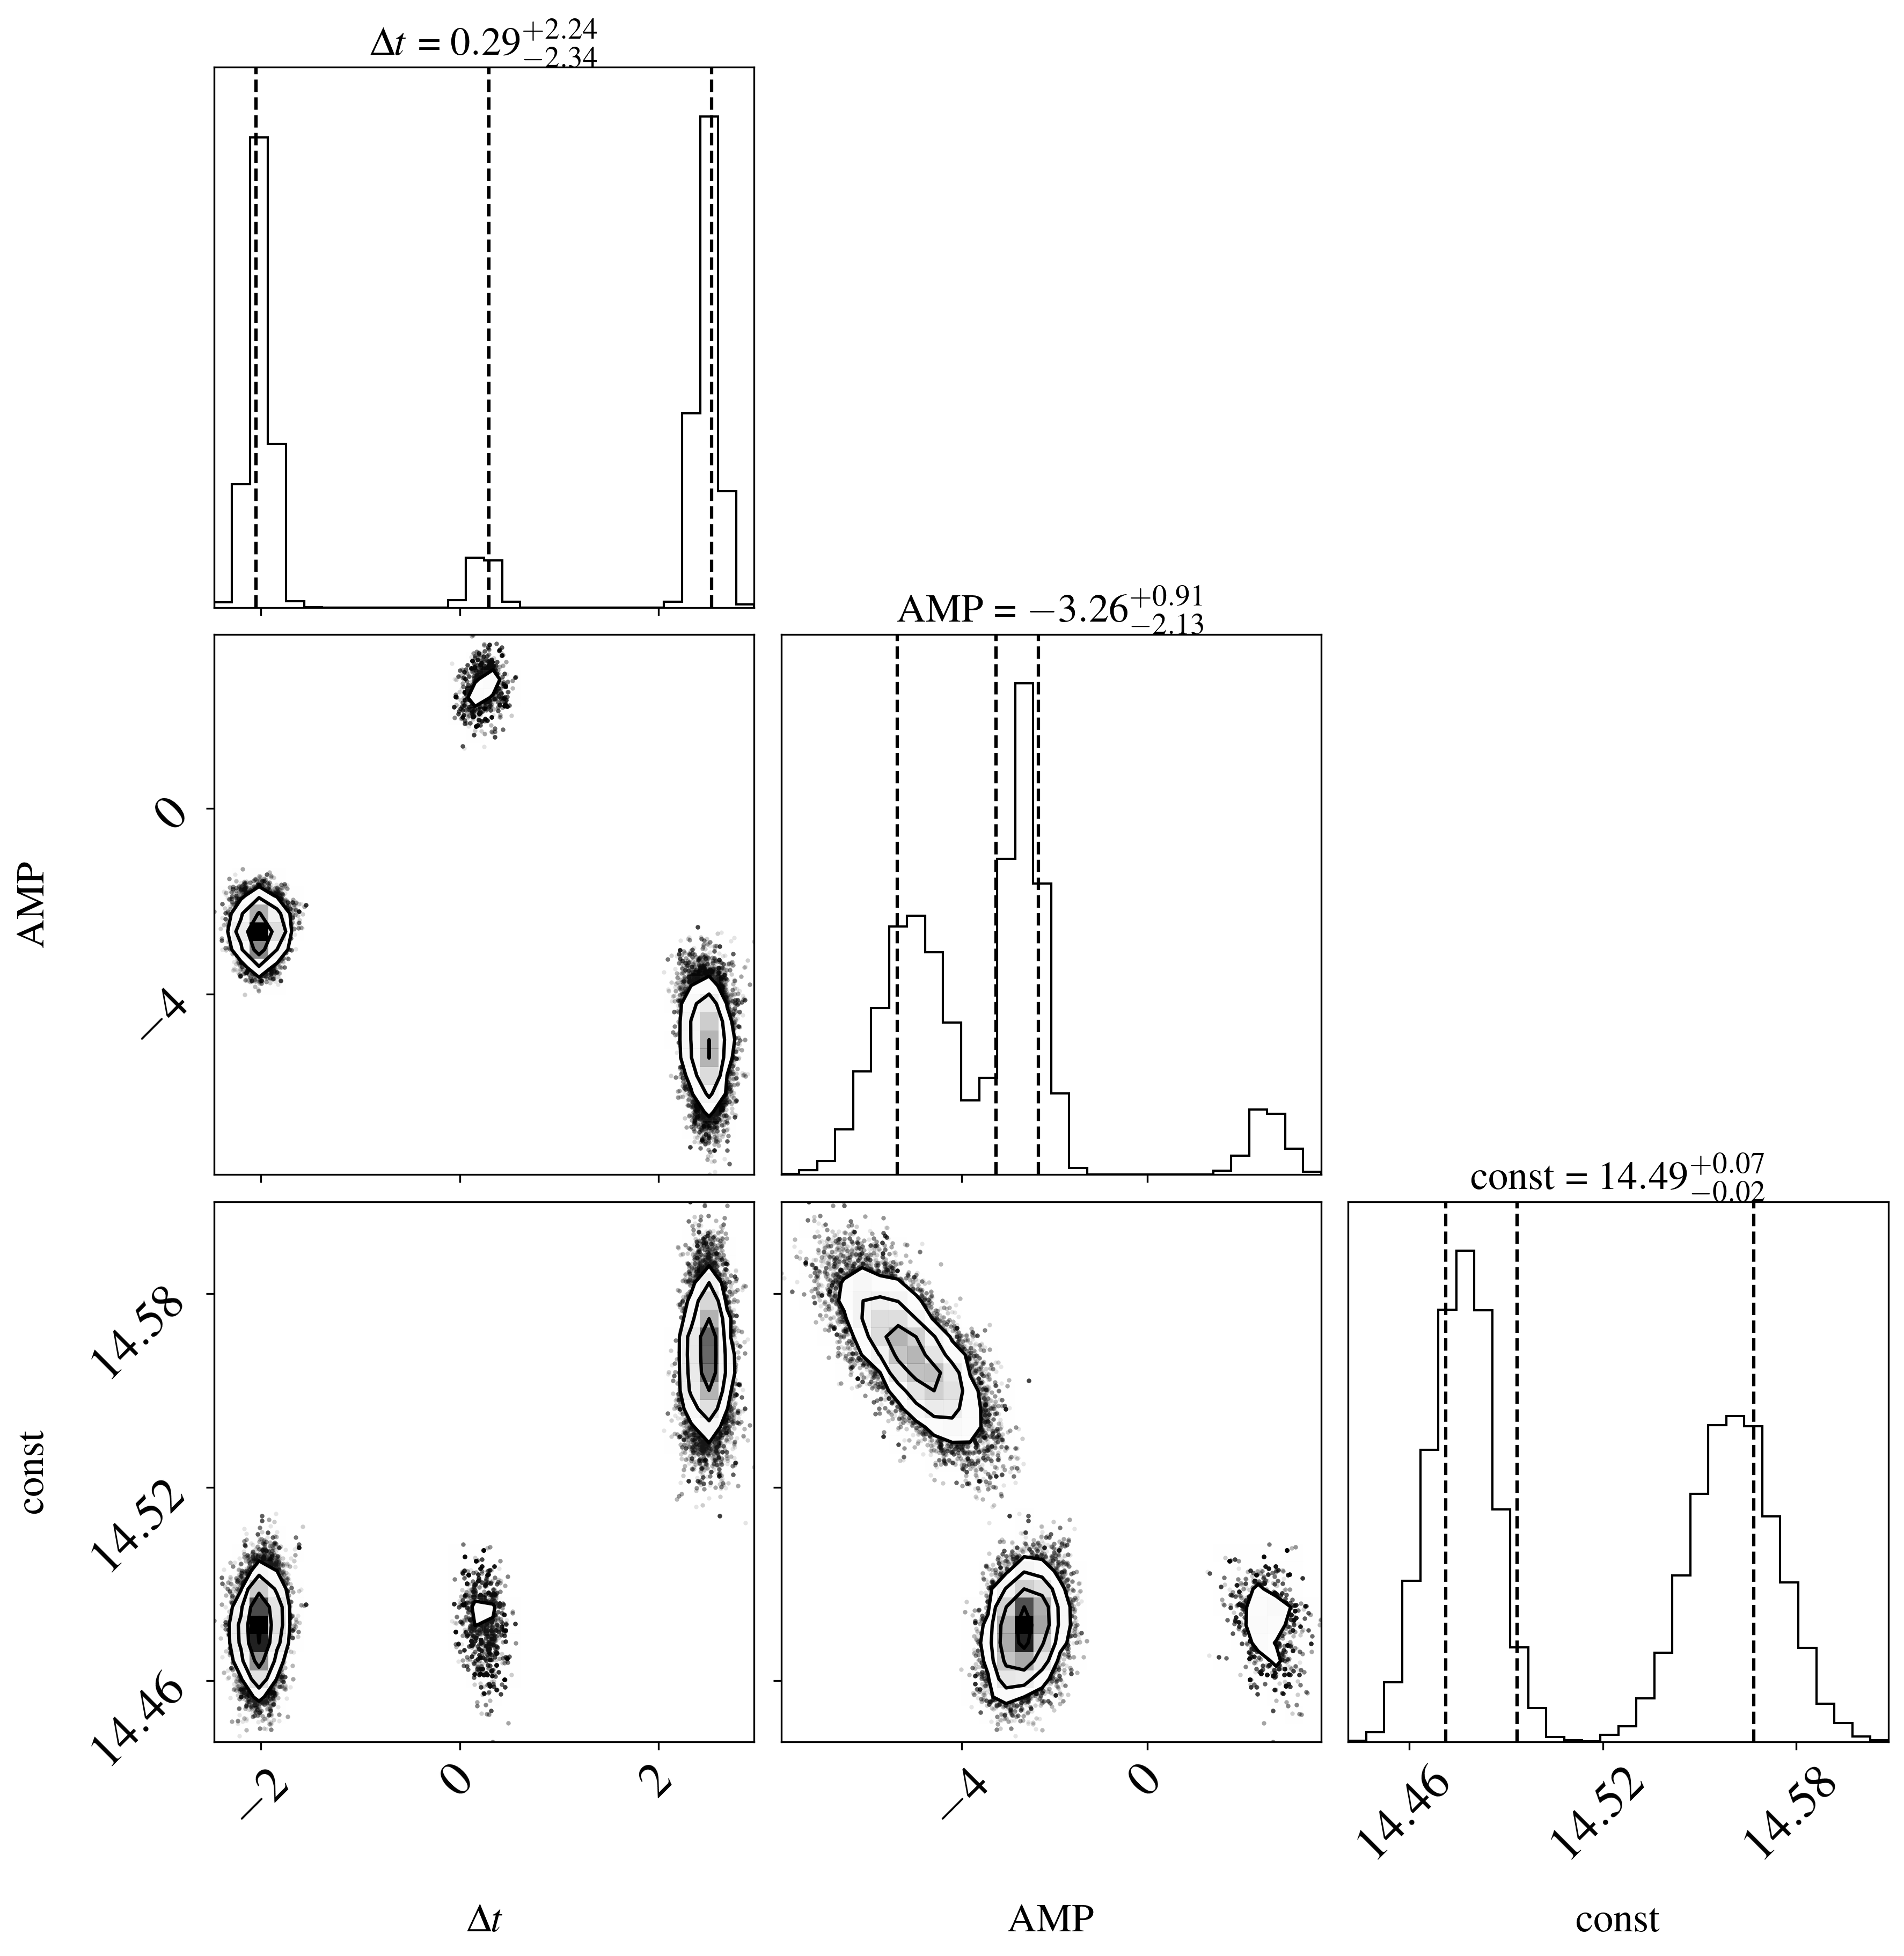 Δt = 0.29+2.24−2.34
AMP = −3.26+0.91−2.13
0
−4
AMP
const = 14.49+0.07−0.02
14.58
14.52
14.46
const
−2 0 2
−4 0
14.46 14.52 14.58
Δt AMP const